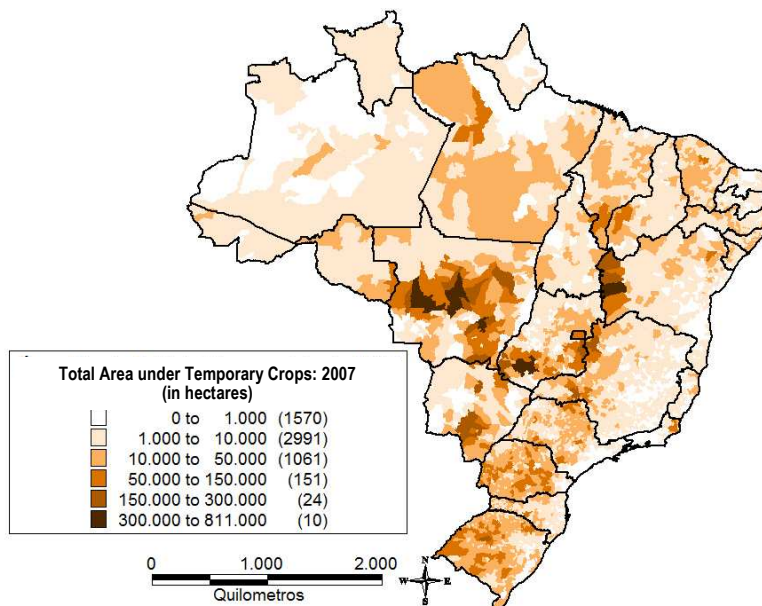 Total Area under Temporary Crops: 2007
(in hectares)
0 to 1.000 (1570)
1.000 to 10.000 (2991)
10.000 to 50.000 (1061)
50.000 to 150.000 (151)
150.000 to 300.000 (24)
300.000 to 811.000 (10)
0 1.000 2.000
Quilometros
N
W E
S